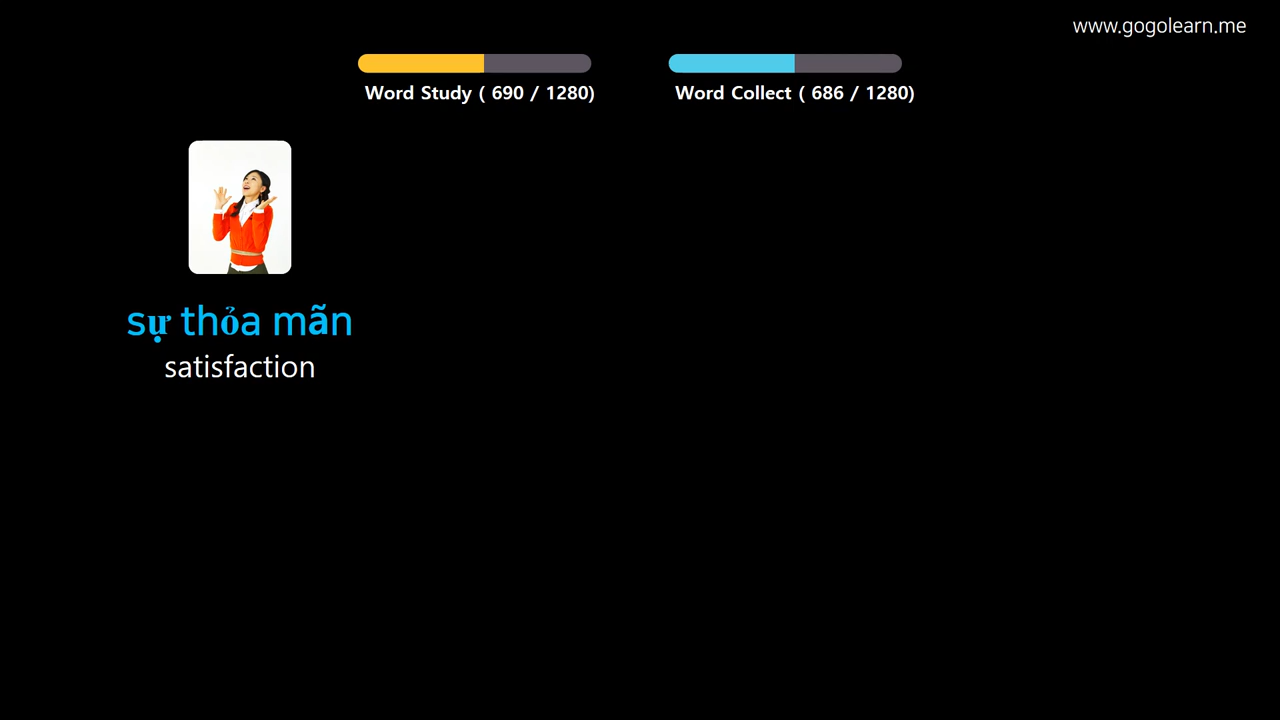 www.gogolearn.me
Word Study ( 690 / 1280)
Word Collect ( 686 / 1280)
sự thỏa mãn
satisfaction